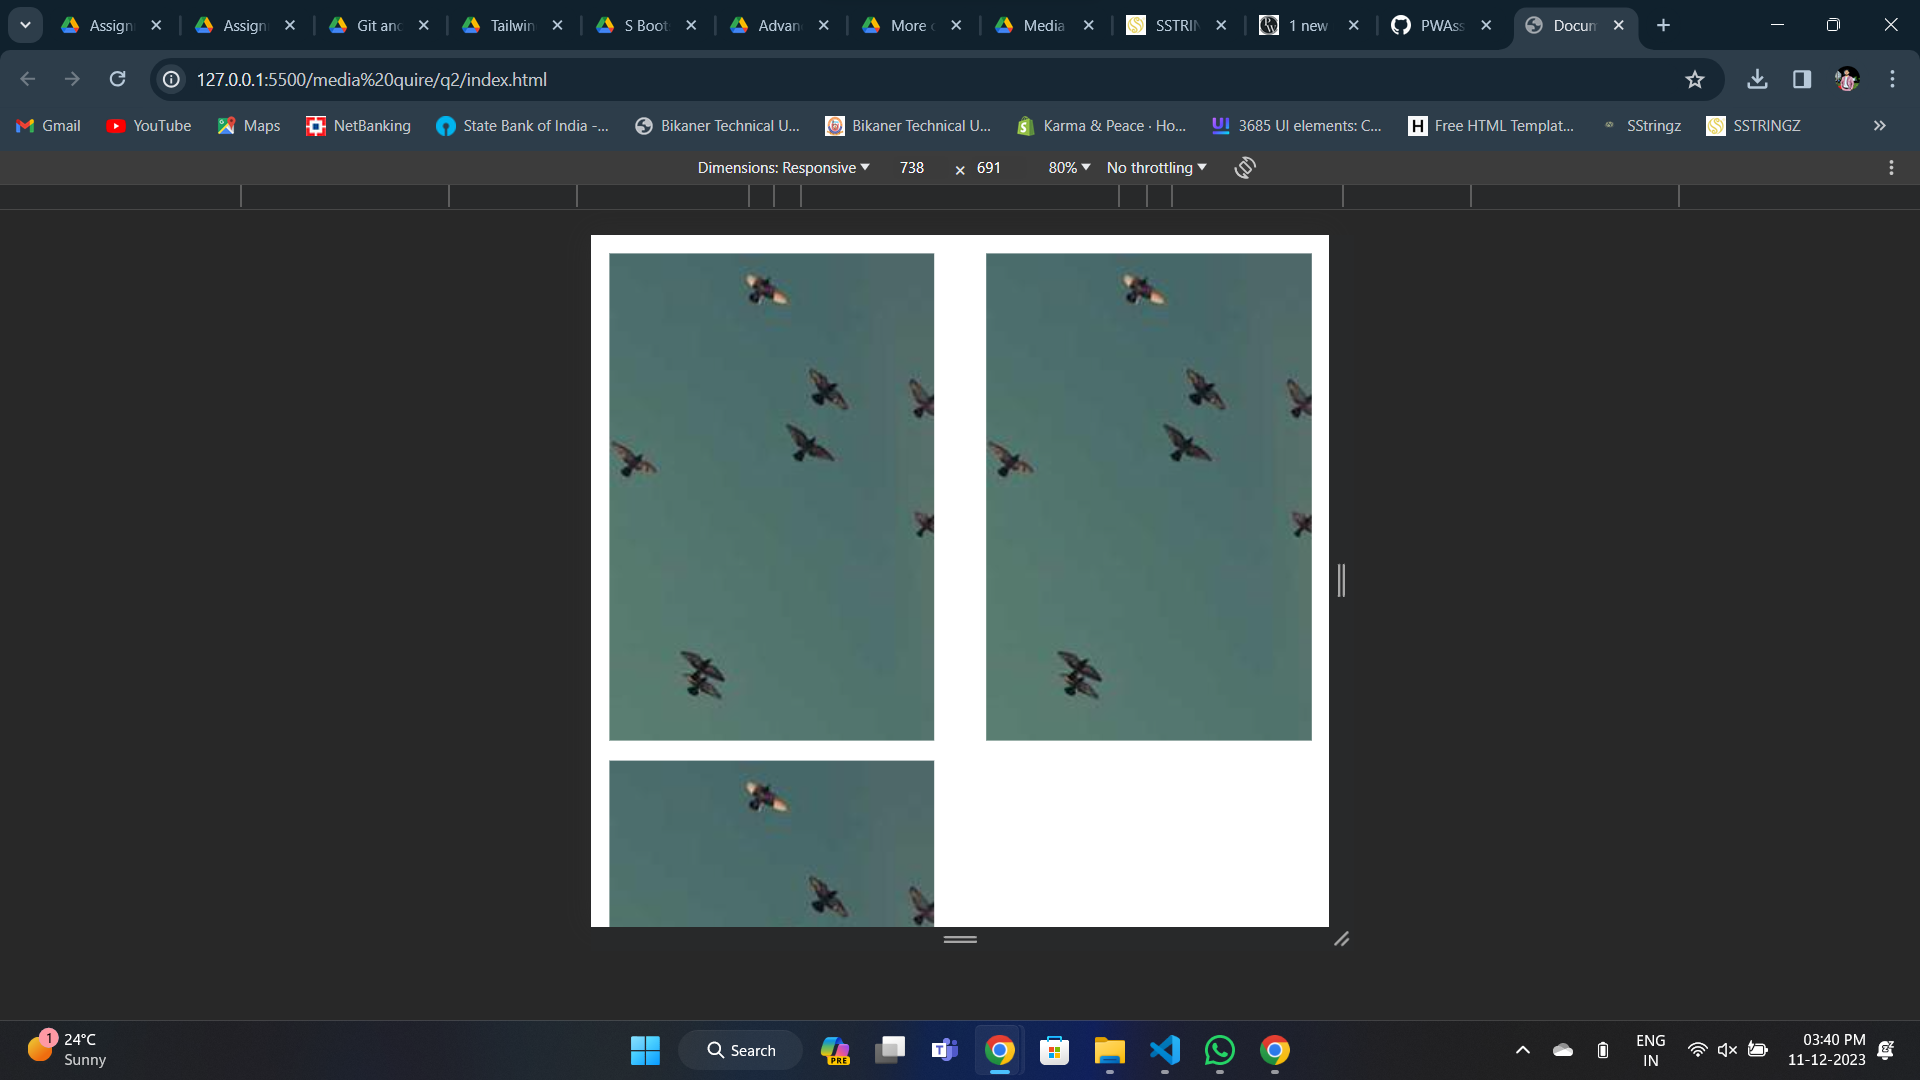 Assign
Assign
Git and
Tailwin
S Boot
Advan
More
Media
SSTRIN
1 new
PWAss
Docum
127.0.0.1:5500/media%20quire/q2/index.html
Gmail
YouTube
Maps
NetBanking
State Bank of India -...
Bikaner Technical U...
Bikaner Technical U...
Karma & Peace · Ho...
3685 UI elements: C...
Free HTML Templat...
SStringz
SSTRINGZ
Dimensions: Responsive
738
×
691
80%
No throttling
1
24°C
Sunny
Search
PRE
ENG
IN
03:40 PM
11-12-2023